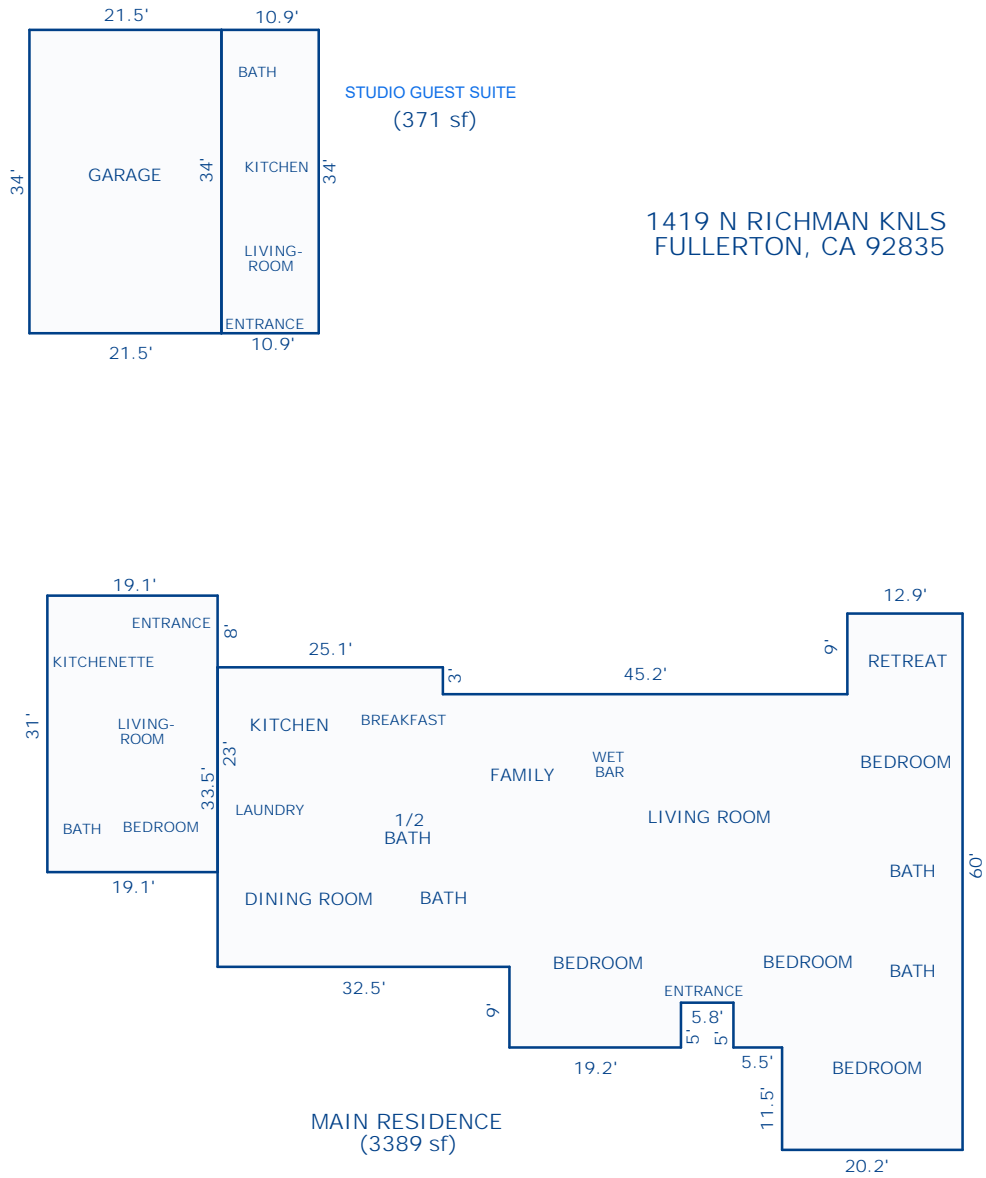 21.5'
10.9'
BATH
STUDIO GUEST SUITE
(371 sf)
34'
GARAGE
34'
KITCHEN
34'
LIVING-
ROOM
ENTRANCE
21.5'
10.9'
1419 N RICHMAN KNLS
FULLERTON, CA 92835
19.1'
ENTRANCE
8'
KITCHENETTE
31'
LIVING-
ROOM
33.5'
23'
BATH
BEDROOM
19.1'
25.1'
3'
45.2'
9'
12.9'
RETREAT
KITCHEN
BREAKFAST
FAMILY
WET
BAR
BEDROOM
LAUNDRY
1/2
BATH
LIVING ROOM
BATH
60'
DINING ROOM
BATH
BEDROOM
BEDROOM
BATH
32.5'
9'
ENTRANCE
5.8'
5'
5'
19.2'
5.5'
BEDROOM
11.5'
20.2'
MAIN RESIDENCE
(3389 sf)